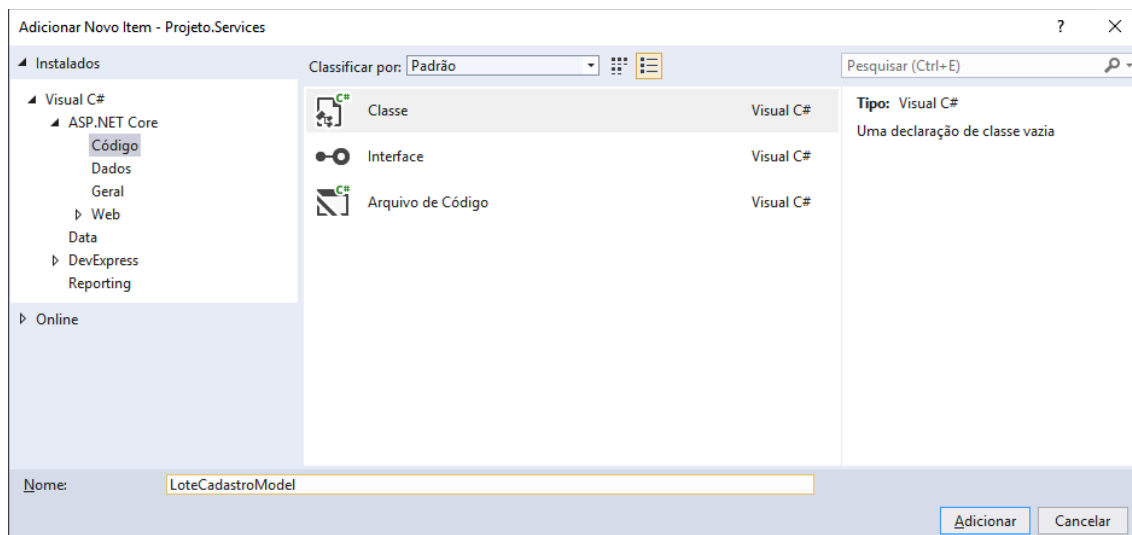 Adicionar Novo Item - Projeto.Services
?
Instalados
Visual C#
ASP.NET Core
Código
Dados
Geral
Web
Data
DevExpress
Reporting
Online
Classificar por: Padrão
C# Classe Visual C#
Interface Visual C#
C# Arquivo de Código Visual C#
Pesquisar (Ctrl+E)
Tipo: Visual C#
Uma declaração de classe vazia
Nome: LoteCadastroModel
Adicionar Cancelar